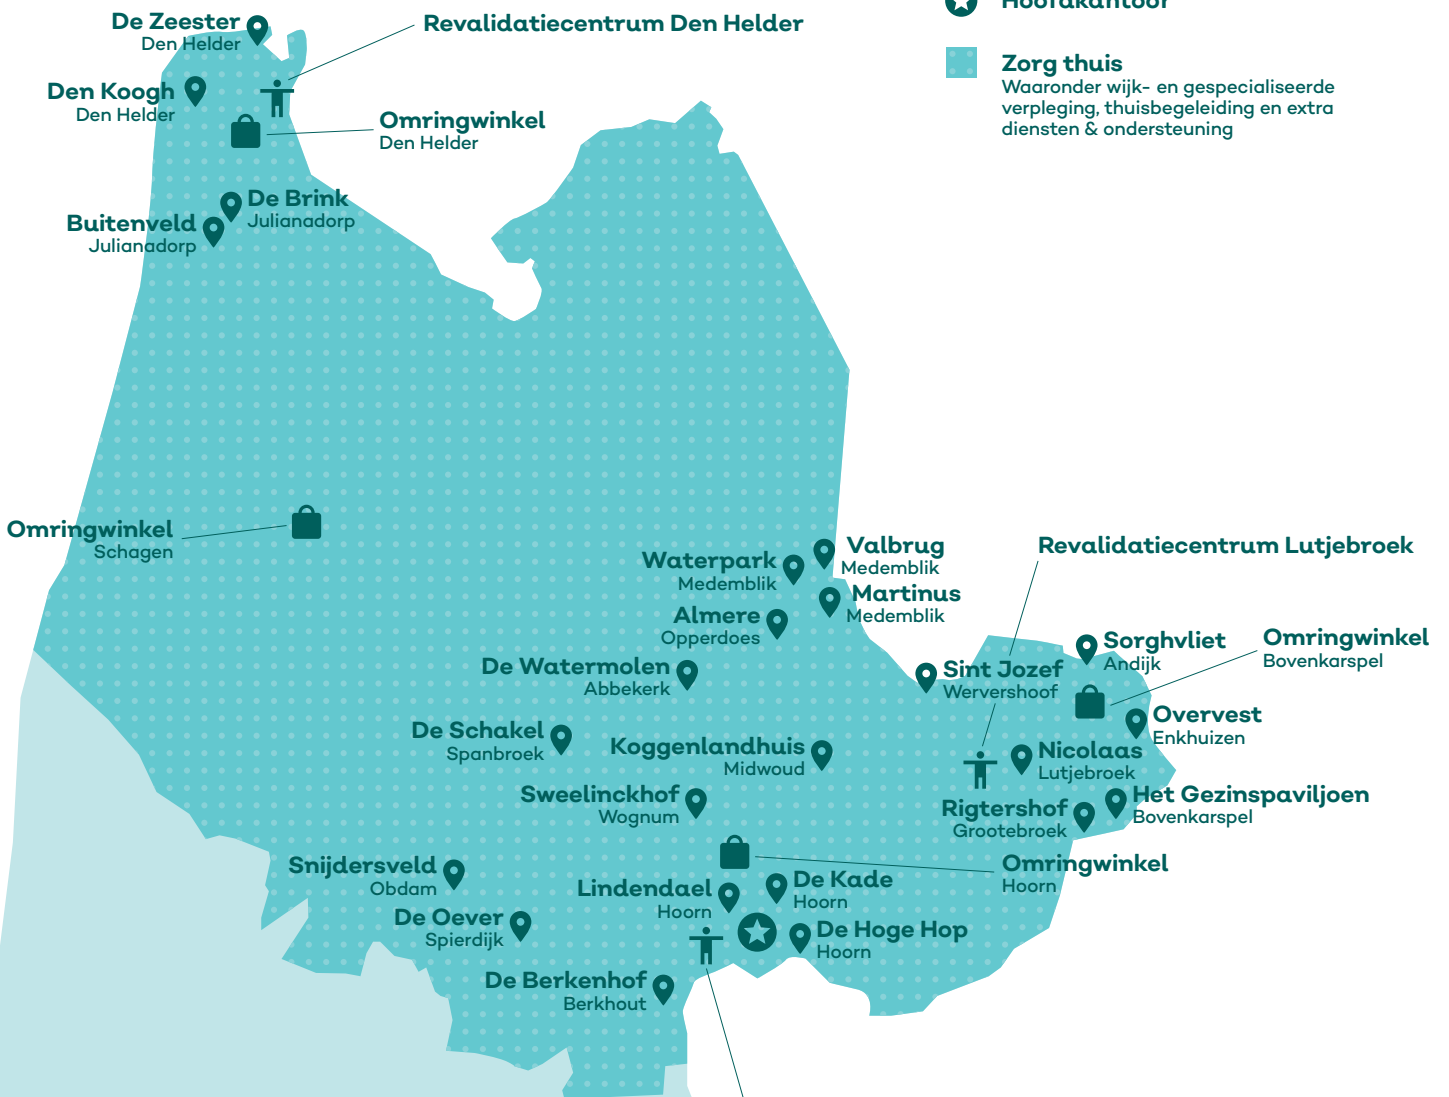 Hoofdkantoor
Zorg thuis
Waaronder wijk- en gespecialiseerde
verpleging, thuisbegeleiding en extra
diensten & ondersteuning
De Zeester
Den Helder
Revalidatiecentrum Den Helder
Den Koogh
Den Helder
Omringwinkel
Den Helder
De Brink
Julianadorp
Buitenveld
Julianadorp
Omringwinkel
Schagen
Waterpark
Medemblik
Valbrug
Medemblik
Martinus
Medemblik
Almere
Opperdoes
De Watermolen
Abbekerk
Revalidatiecentrum Lutjebroek
Sorghvliet
Andijk
Omringwinkel
Bovenkarspel
Sint Jozef
Wervershoof
Overvest
Enkhuizen
De Schakel
Spanbroek
Koggenlandhuis
Midwoud
Nicolaas
Lutjebroek
Sweelinckhof
Wognum
Rigtershof
Grootebroek
Het Gezinspaviljoen
Bovenkarspel
Omringwinkel
Hoorn
Snijdersveld
Obdam
Lindendael
Hoorn
De Kade
Hoorn
De Oever
Spierdijk
De Hoge Hop
Hoorn
De Berkenhof
Berkhout